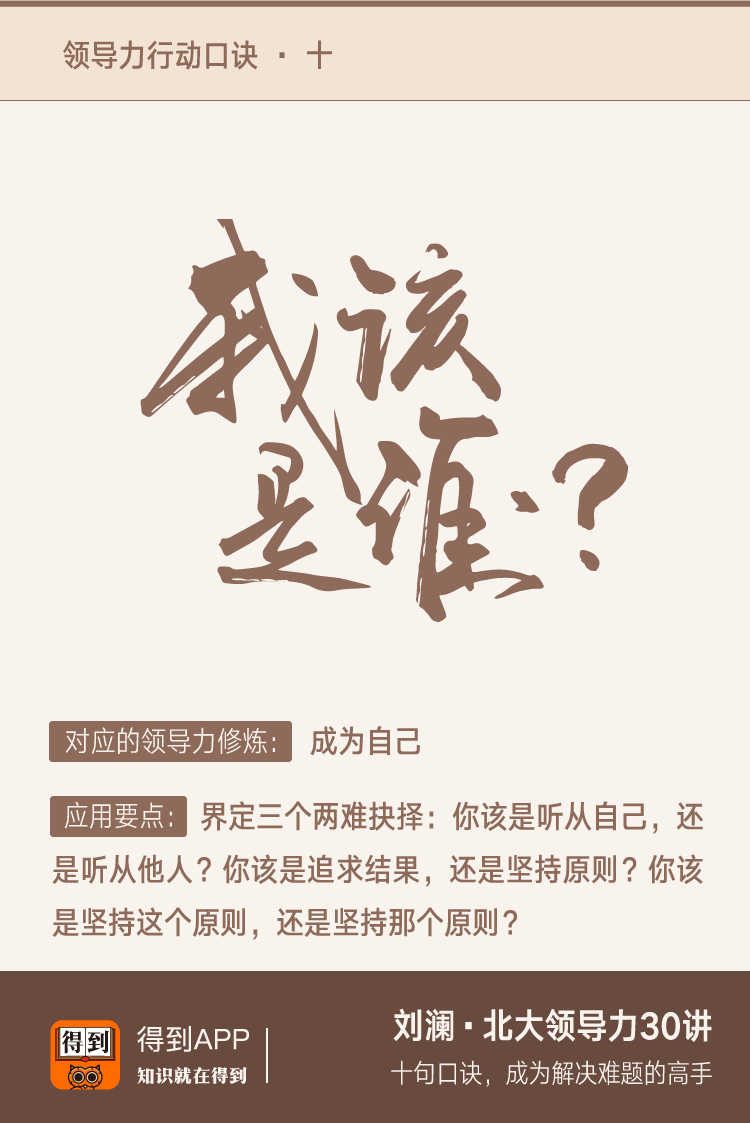 领导力行动口诀 · 十
我该
是谁?
对应的领导力修炼: 成为自己
应用要点: 界定三个两难抉择: 你该是听从自己, 还
是听从他人? 你该是追求结果, 还是坚持原则? 你该
是坚持这个原则, 还是坚持那个原则?
得到
得到APP
知识就在得到
刘澜·北大领导力30讲
十句口诀, 成为解决难题的高手